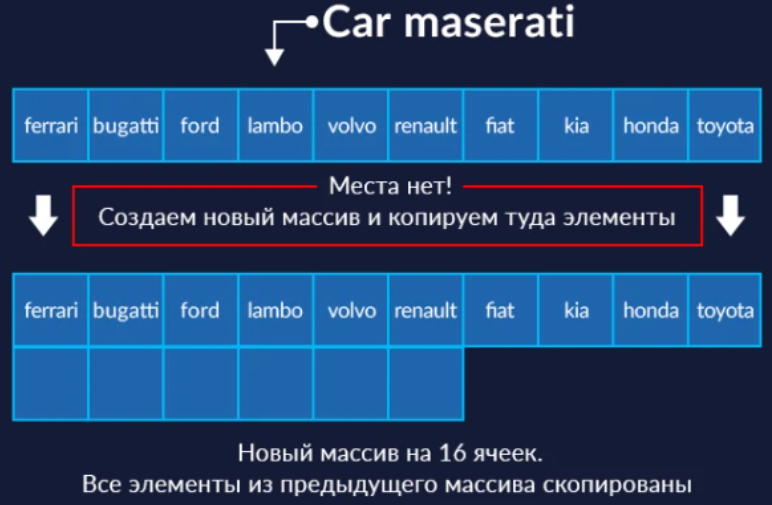 Car maserati
ferrari bugatti ford lambo volvo renault fiat kia honda toyota
Места нет!
Создаем новый массив и копируем туда элементы
ferrari bugatti ford lambo volvo renault fiat kia honda toyota
Новый массив на 16 ячеек.
Все элементы из предыдущего массива скопированы